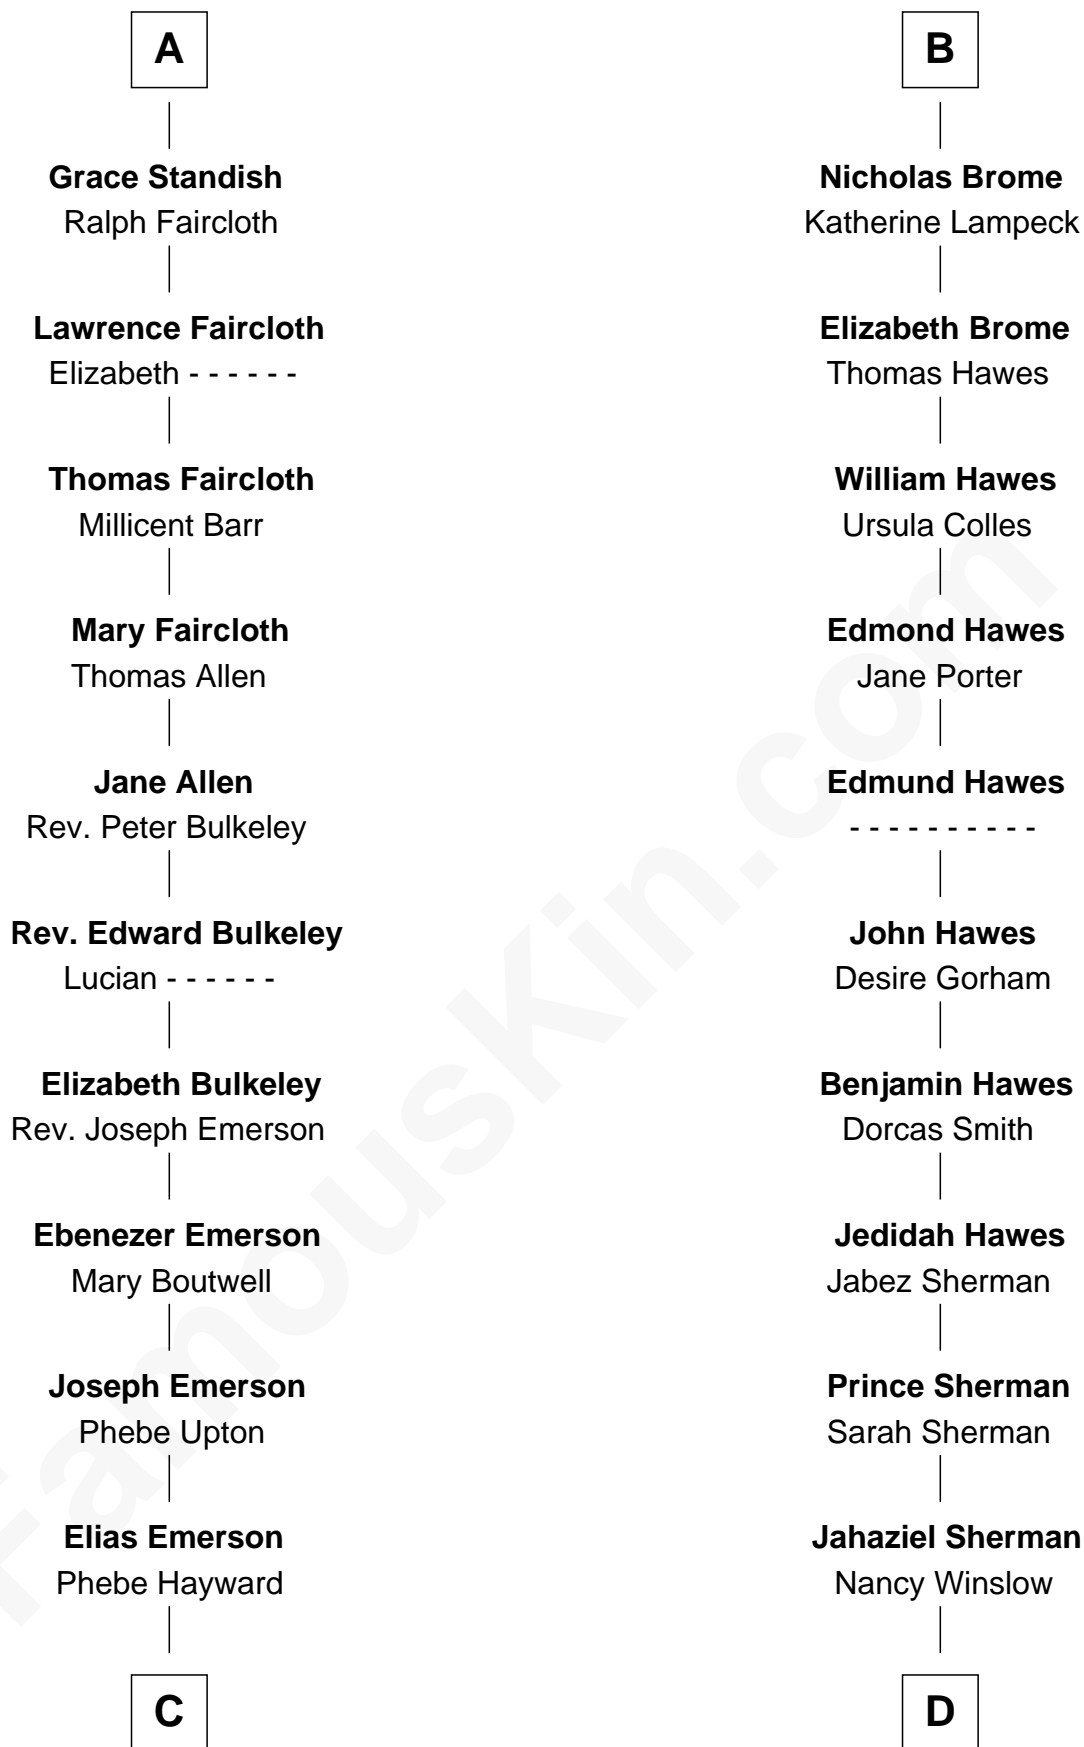 A
Grace Standish
Ralph Faircloth
Lawrence Faircloth
Elizabeth - - - - - -
Thomas Faircloth
Millicent Barr
Mary Faircloth
Thomas Allen
Jane Allen
Rev. Peter Bulkeley
Rev. Edward Bulkeley
Lucian - - - - - -
Elizabeth Bulkeley
Rev. Joseph Emerson
Ebenezer Emerson
Mary Boutwell
Joseph Emerson
Phebe Upton
Elias Emerson
Phebe Hayward
C
B
Nicholas Brome
Katherine Lampeck
Elizabeth Brome
Thomas Hawes
William Hawes
Ursula Colles
Edmond Hawes
Jane Porter
Edmund Hawes
- - - - - - - - - -
John Hawes
Desire Gorham
Benjamin Hawes
Dorcas Smith
Jedidah Hawes
Jabez Sherman
Prince Sherman
Sarah Sherman
Jahaziel Sherman
Nancy Winslow
D
FamousKin.com